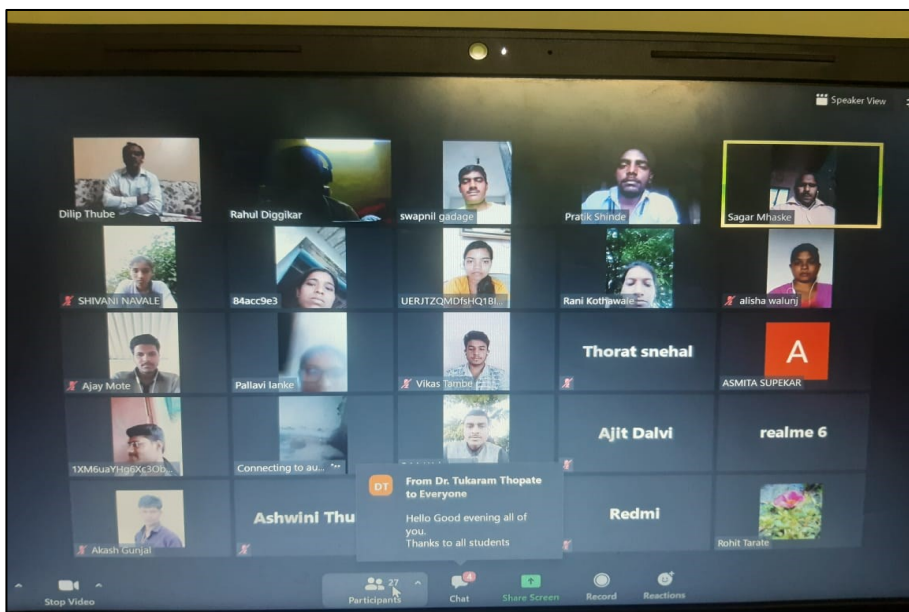 Speaker View
Dilip Thube
Rahul Diggikar
swapnil gadage
Pratik Shinde
Sagar Mhaske
SHIVANI NAVALE
84acc9e3
UERJTZQMDfsHQ1BI...
Rani Kothawale
alisha walunj
Ajay Mote
Pallavi lanke
Vikas Tambe
Thorat snehal
A
ASMITA SUPEKAR
1XM6uaYHg6Xc3Ob...
Connecting to au...
Ajit Dalvi
realme 6
Akash Gunjal
Ashwini Thu
DT
From Dr. Tukaram Thopate
to Everyone
Hello Good evening all of
you.
Thanks to all students
Redmi
Rohit Tarate
Stop Video
27
Participants
4
Chat
Share Screen
Record
Reactions